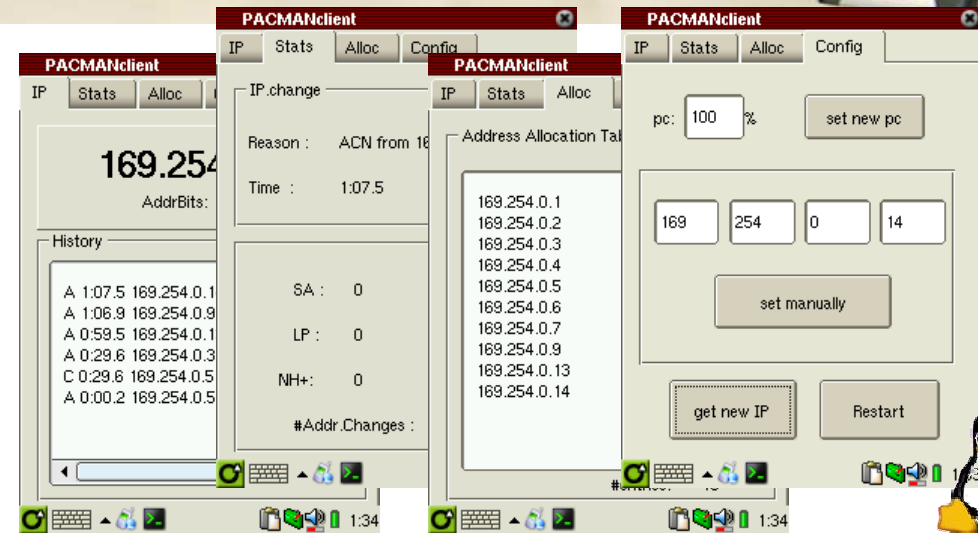 PACMANclient
IP Stats Alloc
169.254
AddrBits:
History
A 1:07.5 169.254.0.1
A 1:06.9 169.254.0.9
A 0:59.5 169.254.0.1
A 0:29.6 169.254.0.3
C 0:29.6 169.254.0.5
A 0:00.2 169.254.0.5
1:34
PACMANclient
IP Stats Alloc Config
IP.change
Reason : ACN from 16
Time : 1:07.5
SA : 0
LP : 0
NH+: 0
#Addr.Changes :
PACMANclient
IP Stats Alloc
Address Allocation Tab
169.254.0.1
169.254.0.2
169.254.0.3
169.254.0.4
169.254.0.5
169.254.0.6
169.254.0.7
169.254.0.9
169.254.0.13
169.254.0.14
1:34
PACMANclient
IP Stats Alloc Config
pc: 100 % set new pc
169 254 0 14
set manually
get new IP Restart